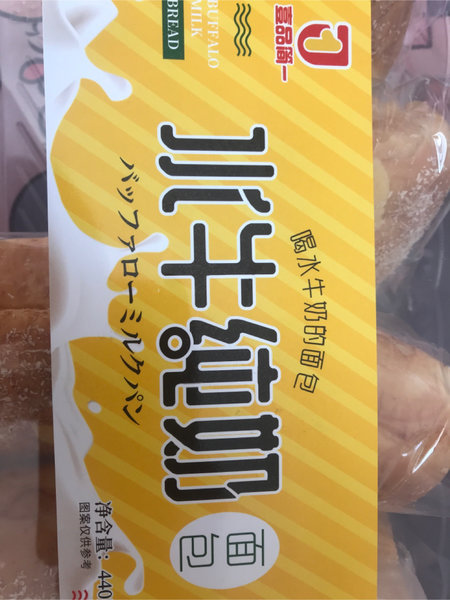 壹品尚一
BUFFALO
MILK
BREAD
喝水牛奶的面包
水牛纯奶
面包
バッファローミルクパン
净含量：440
图案仅供参考